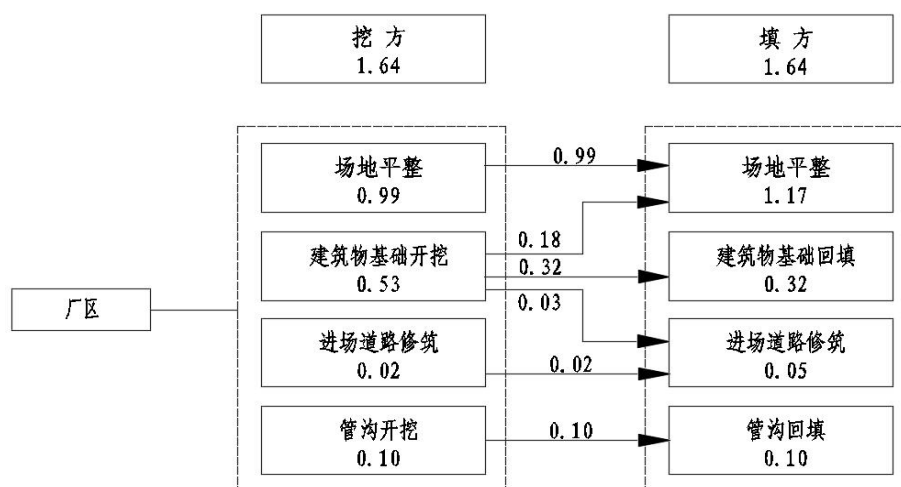 挖方
1.64
填方
1.64
场地平整
0.99
0.99
场地平整
1.17
建筑物基础开挖
0.53
0.18
0.32
0.03
建筑物基础回填
0.32
厂区
进场道路修筑
0.02
0.02
进场道路修筑
0.05
管沟开挖
0.10
0.10
管沟回填
0.10